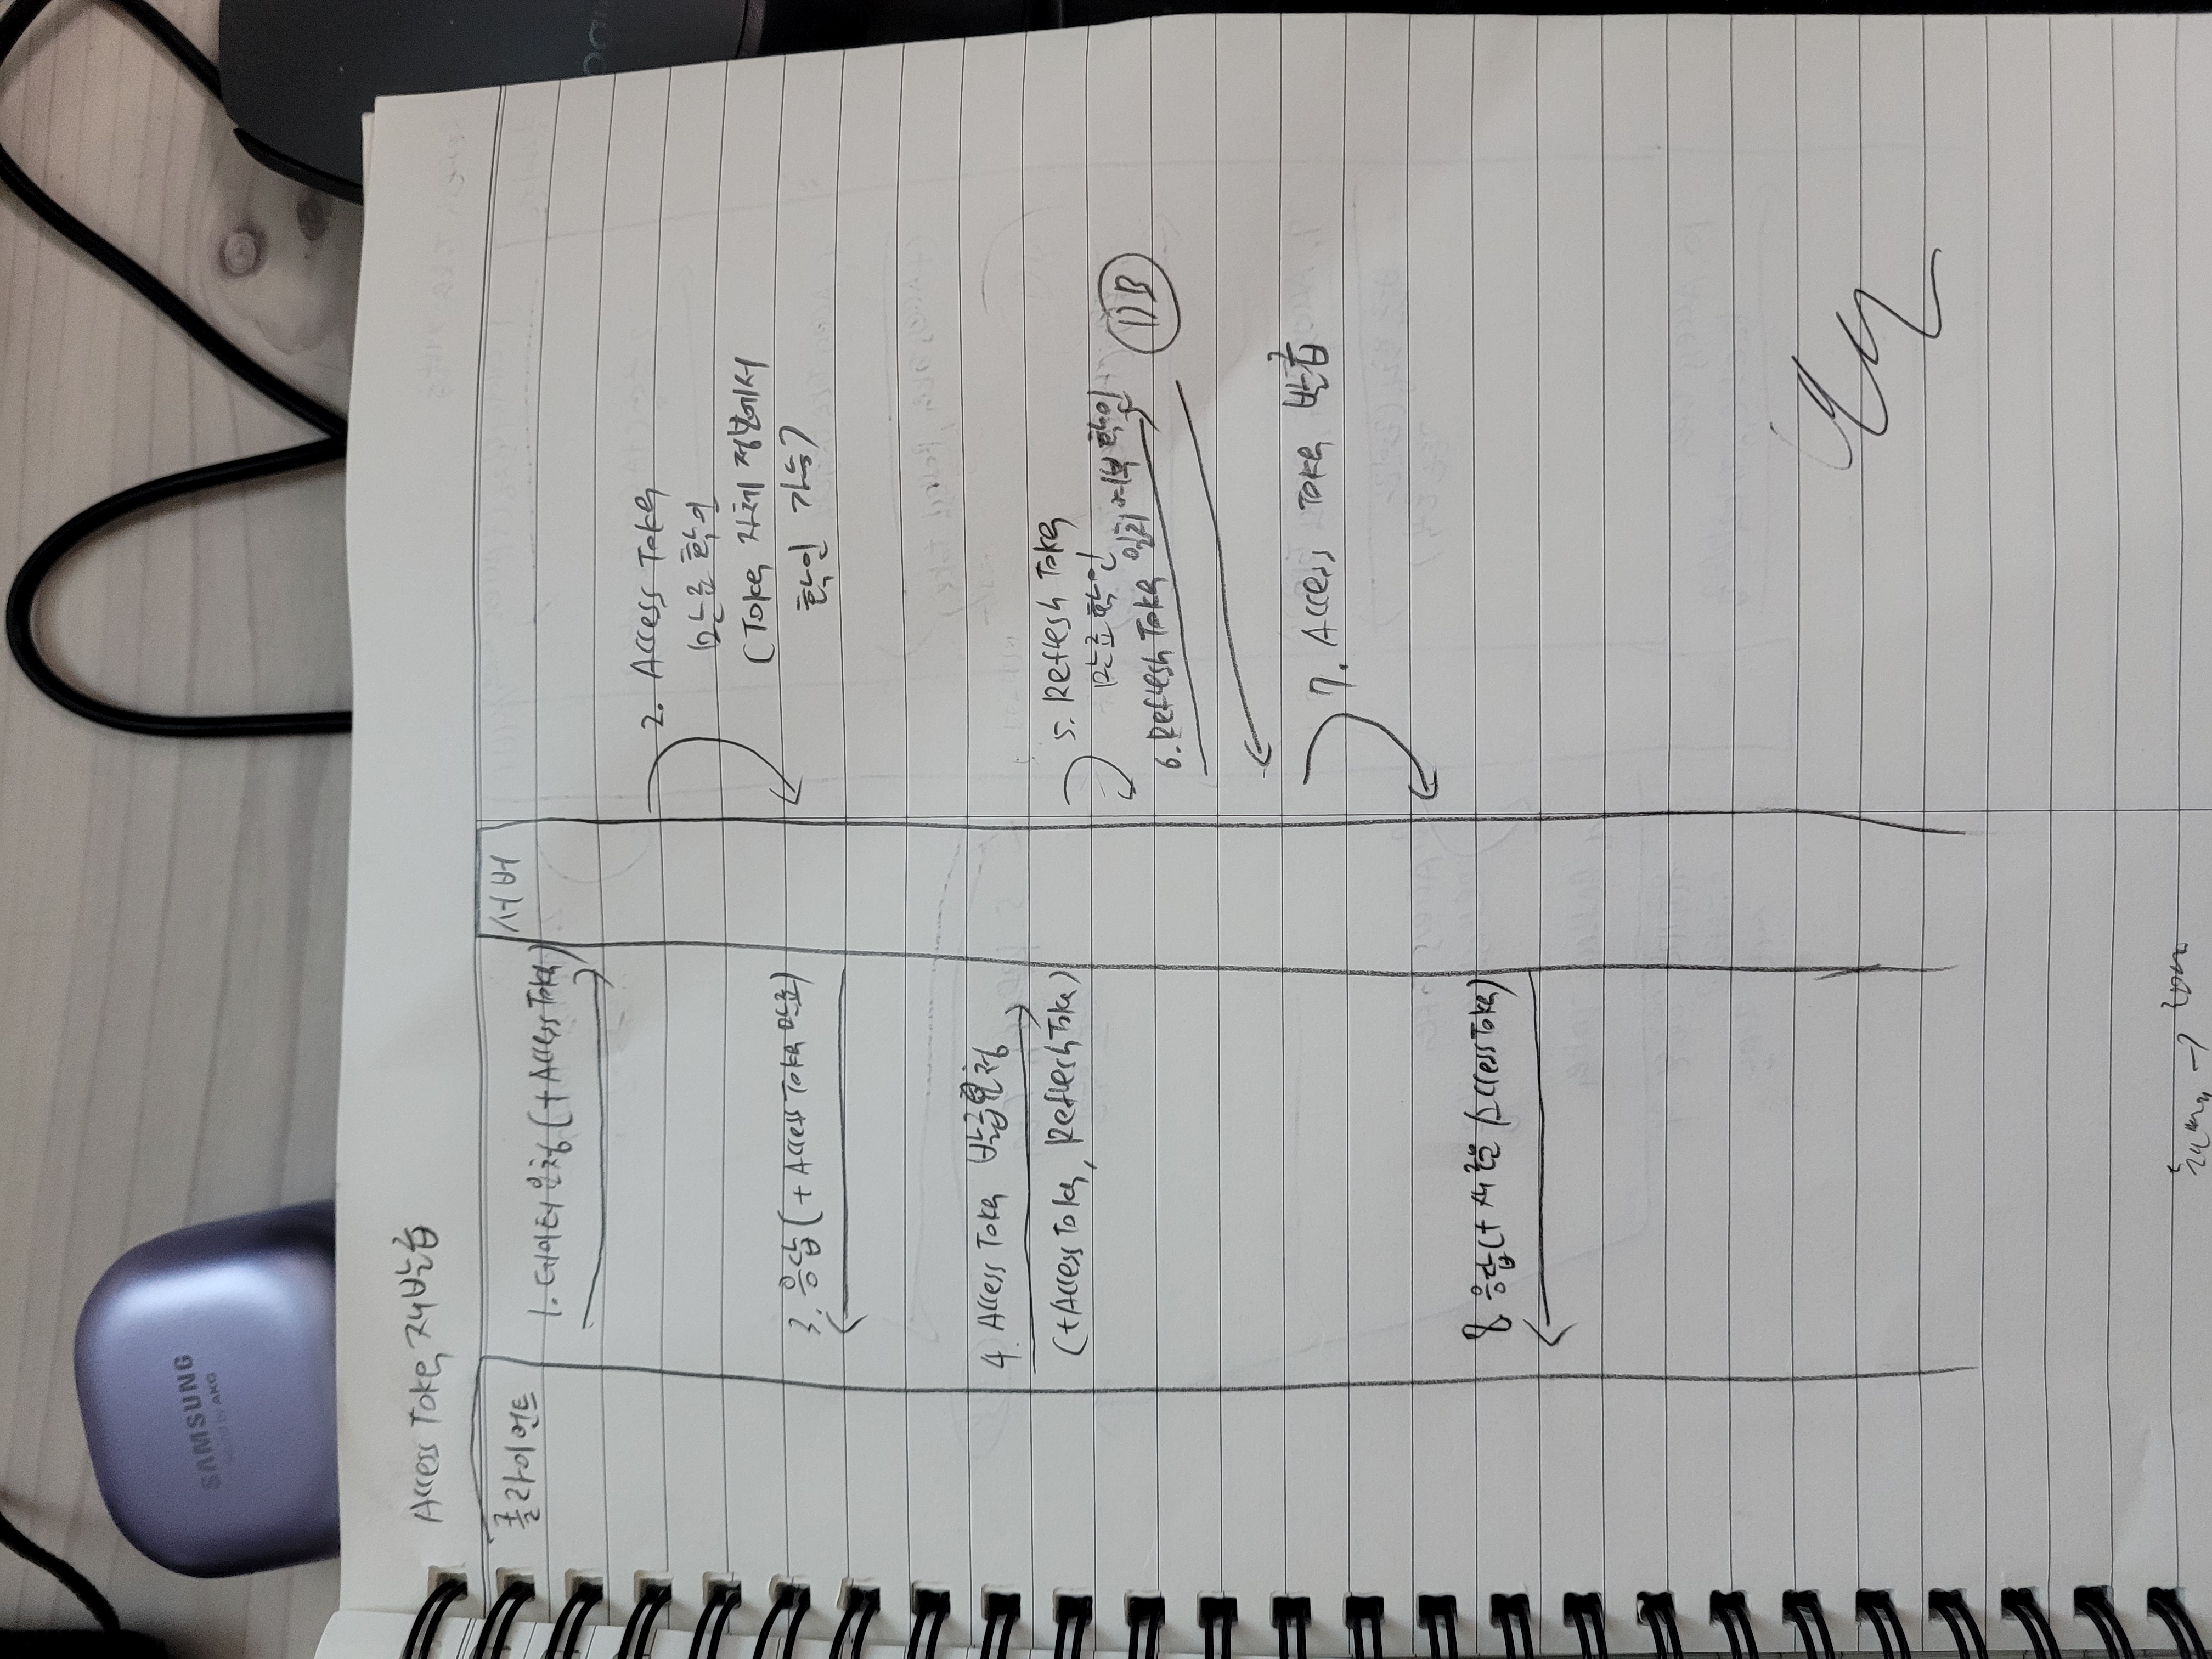 SAMSUNG
Sound by AKG
Access Token 재발급
클라이언트
서버
1. 데이터 요청 (+ Access Token)
2. Access Token
만료 확인
(Token 자체 정보에서
확인 가능)
3. 응답 (+ Access Token 만료)
4. Access Token 발급 요청
(+Access Token, Refresh Token)
5. Refresh Token
만료 확인
6. Refresh Token 일치 여부 확인
DB
7. Access Token 발급
8. 응답 (+ 새로운 Access Token)